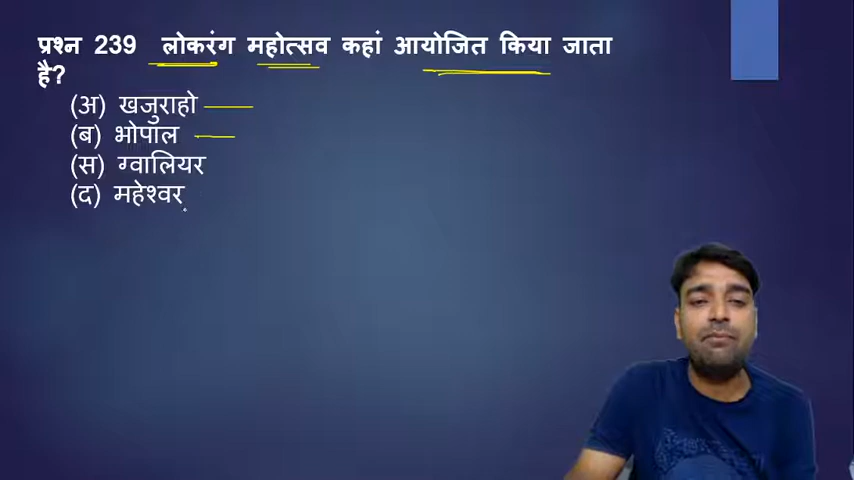 प्रश्न 239 लोकरंग महोत्सव कहां आयोजित किया जाता
है?
(अ) खजुराहो
(ब) भोपाल
(स) ग्वालियर
(द) महेश्वर